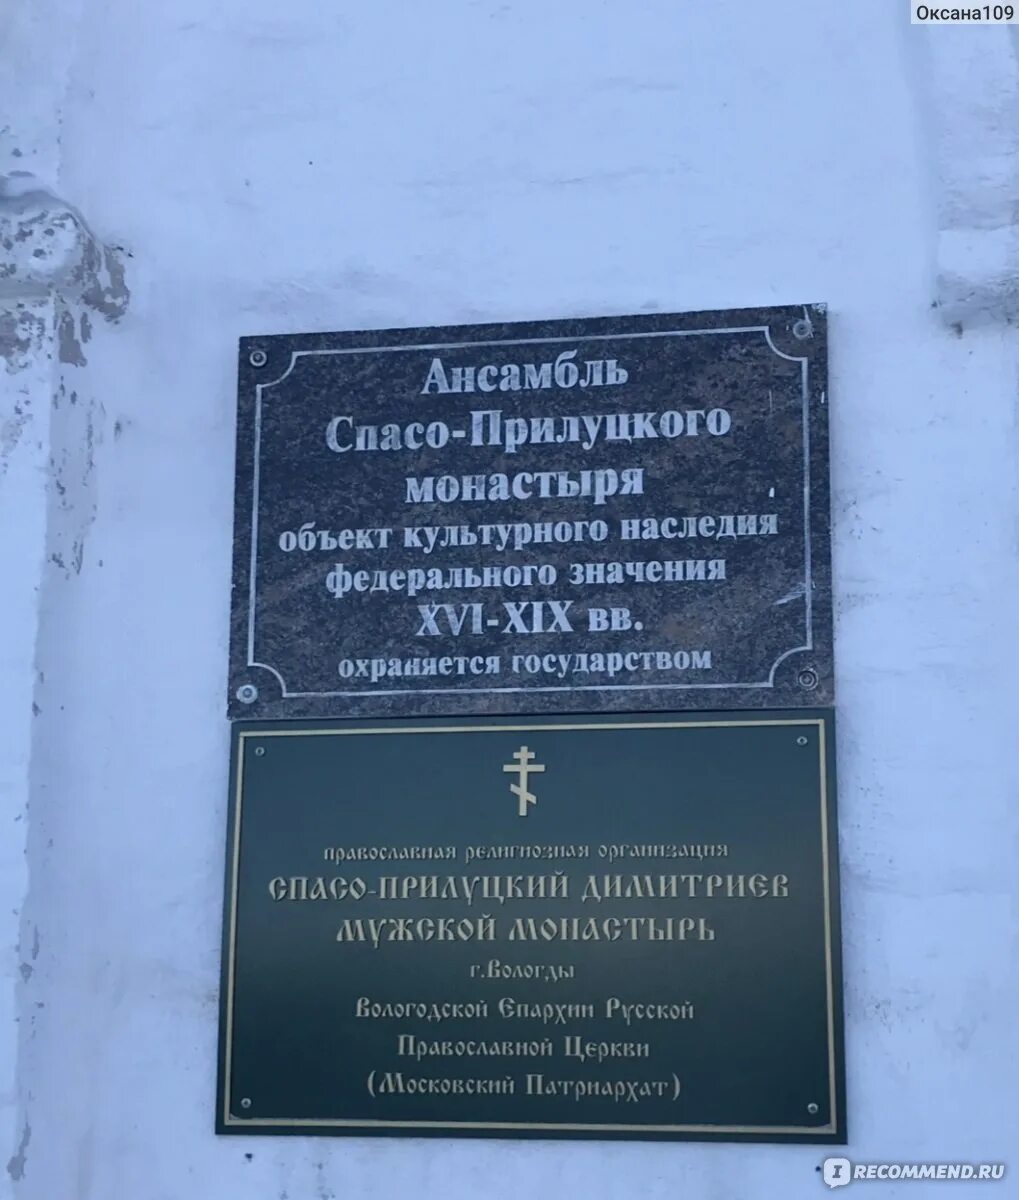 Оксана109
Ансамбль
Спасо-Прилуцкого
монастыря
объект культурного наследия
федерального значения
XVI-XIX вв.
охраняется государством
православная религиозная организация
СПАСО-ПРИЛУЦКИЙ ДИМИТРИЕВ
МУЖСКОЙ МОНАСТЫРЬ
г.Вологды
Вологодской Епархии Русской
Православной Церкви
(Московский Патриархат)
IRECOMMEND.RU